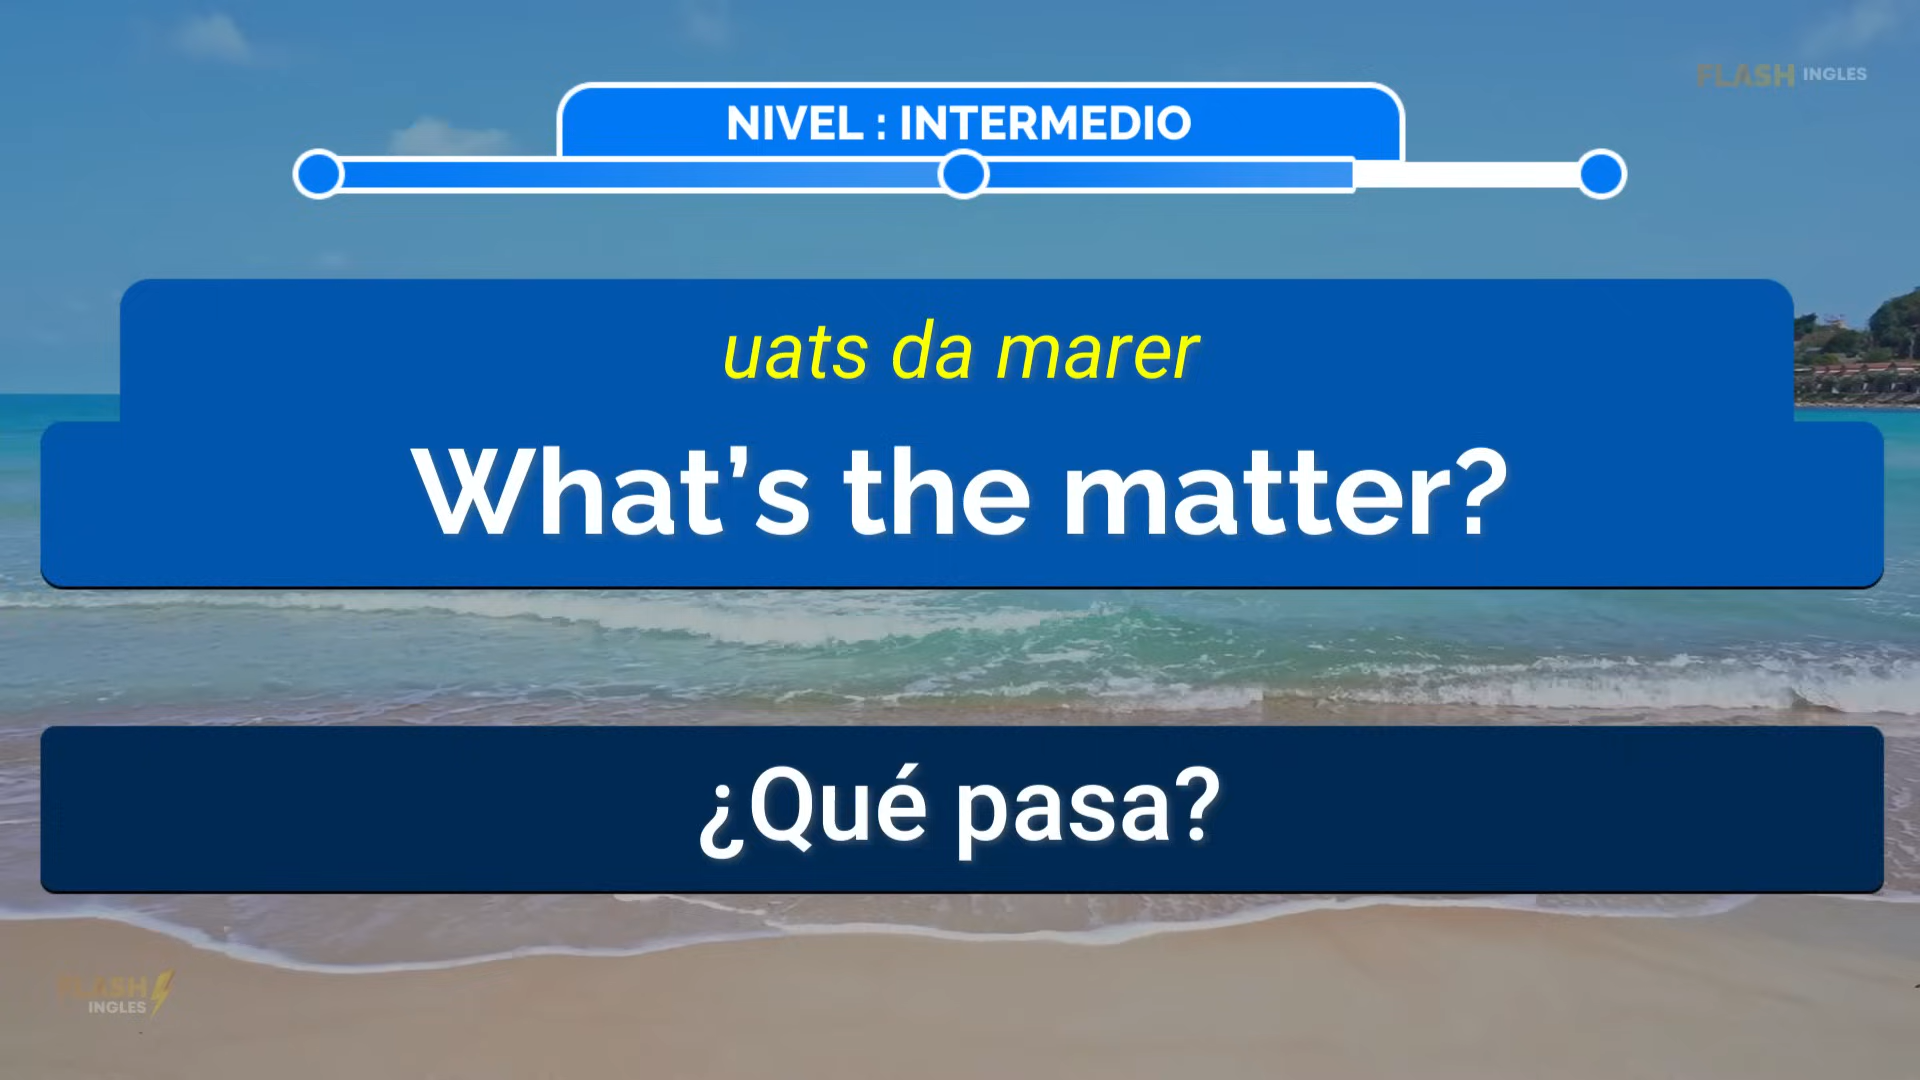 FLASH INGLES
NIVEL : INTERMEDIO
uats da marer
What’s the matter?
¿Qué pasa?
FLASH
INGLES